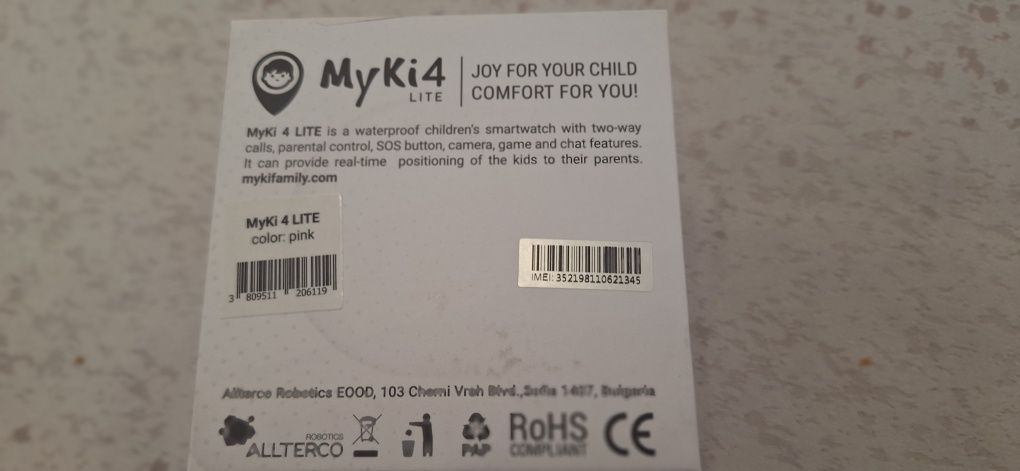 MyKi4
LITE
JOY FOR YOUR CHILD
COMFORT FOR YOU!
MyKi 4 LITE is a waterproof children's smartwatch with two-way
calls, parental control, SOS button, camera, game and chat features.
It can provide real-time positioning of the kids to their parents.
mykifamily.com
MyKi 4 LITE
color: pink
3 809511 206119
IMEI: 352198110621345
Allterco Robotics EOOD, 103 Cherni Vrah Blvd., Sofia 1407, Bulgaria
ROBOTICS
ALLTERCO
PAP
RoHS
COMPLIANT
CE